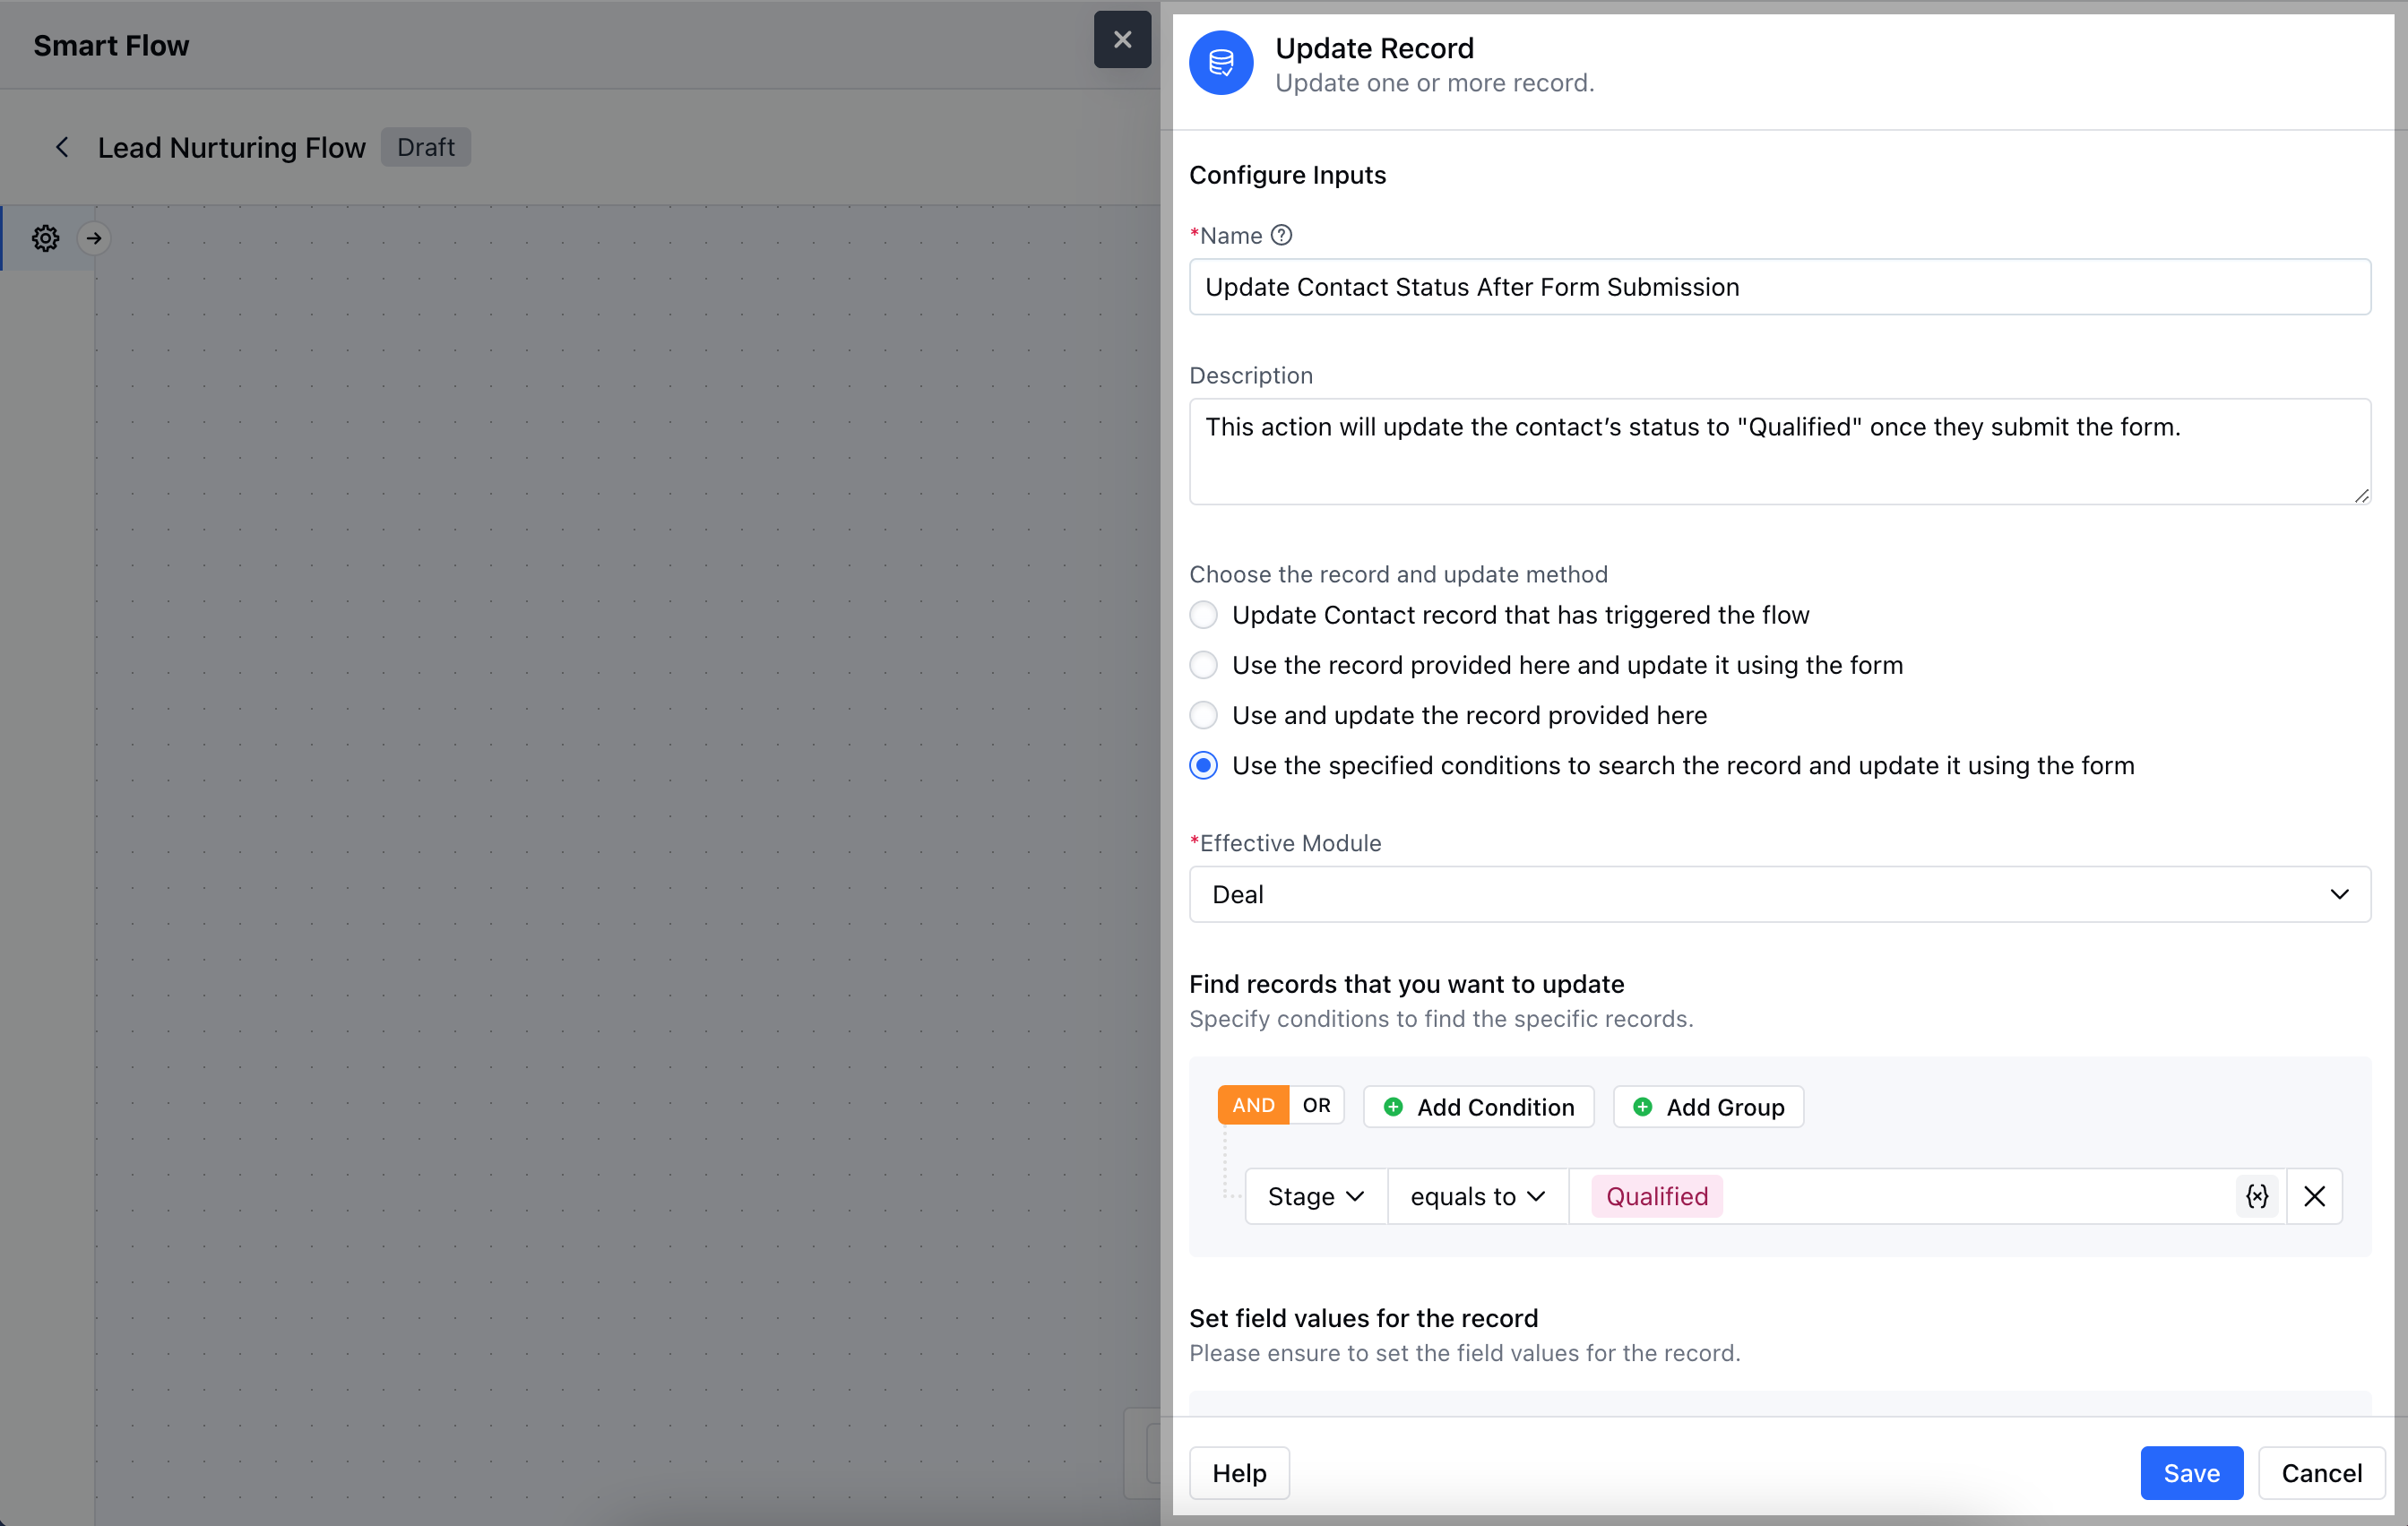 Smart Flow
Lead Nurturing Flow Draft
Update Record
Update one or more record.
Configure Inputs
*Name
Update Contact Status After Form Submission
Description
This action will update the contact’s status to "Qualified" once they submit the form.
Choose the record and update method
Update Contact record that has triggered the flow
Use the record provided here and update it using the form
Use and update the record provided here
Use the specified conditions to search the record and update it using the form
*Effective Module
Deal
Find records that you want to update
Specify conditions to find the specific records.
AND OR Add Condition Add Group
Stage equals to Qualified {×}
Set field values for the record
Please ensure to set the field values for the record.
Help Save Cancel